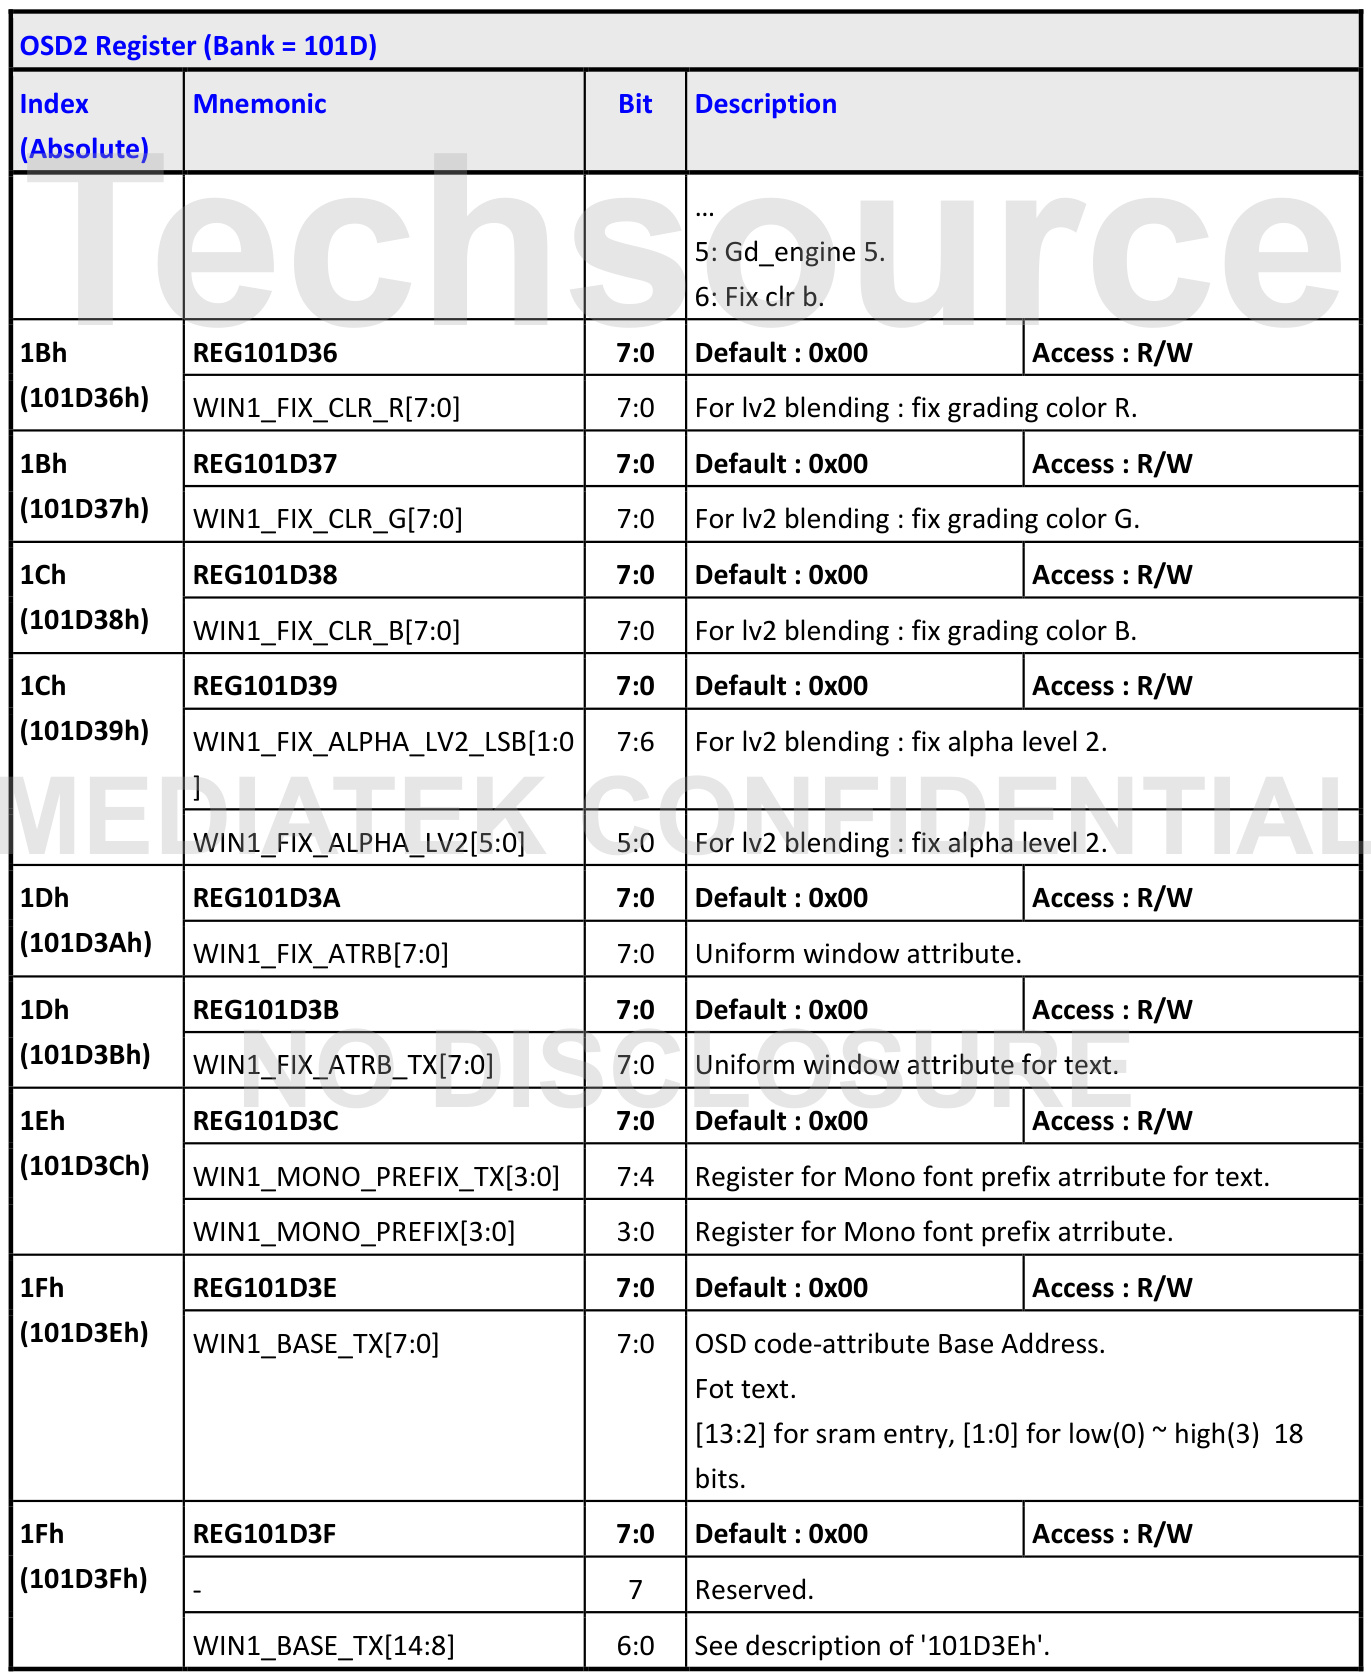 OSD2 Register (Bank = 101D)
Index
(Absolute)
Mnemonic
Bit
Description
Techsource
...
5: Gd_engine 5.
6: Fix clr b.
1Bh
(101D36h)
REG101D36
7:0
Default : 0x00
Access : R/W
WIN1_FIX_CLR_R[7:0]
7:0
For lv2 blending : fix grading color R.
1Bh
(101D37h)
REG101D37
7:0
Default : 0x00
Access : R/W
WIN1_FIX_CLR_G[7:0]
7:0
For lv2 blending : fix grading color G.
1Ch
(101D38h)
REG101D38
7:0
Default : 0x00
Access : R/W
WIN1_FIX_CLR_B[7:0]
7:0
For lv2 blending : fix grading color B.
1Ch
(101D39h)
REG101D39
7:0
Default : 0x00
Access : R/W
WIN1_FIX_ALPHA_LV2_LSB[1:0
]
7:6
For lv2 blending : fix alpha level 2.
MEDIATEK CONFIDENTIAL
WIN1_FIX_ALPHA_LV2[5:0]
5:0
For lv2 blending : fix alpha level 2.
1Dh
(101D3Ah)
REG101D3A
7:0
Default : 0x00
Access : R/W
WIN1_FIX_ATRB[7:0]
7:0
Uniform window attribute.
1Dh
(101D3Bh)
REG101D3B
7:0
Default : 0x00
Access : R/W
NO DISCLOSURE
WIN1_FIX_ATRB_TX[7:0]
7:0
Uniform window attribute for text.
1Eh
(101D3Ch)
REG101D3C
7:0
Default : 0x00
Access : R/W
WIN1_MONO_PREFIX_TX[3:0]
7:4
Register for Mono font prefix atrribute for text.
WIN1_MONO_PREFIX[3:0]
3:0
Register for Mono font prefix atrribute.
1Fh
(101D3Eh)
REG101D3E
7:0
Default : 0x00
Access : R/W
WIN1_BASE_TX[7:0]
7:0
OSD code-attribute Base Address.
Fot text.
[13:2] for sram entry, [1:0] for low(0) ~ high(3)  18
bits.
1Fh
(101D3Fh)
REG101D3F
7:0
Default : 0x00
Access : R/W
-
7
Reserved.
WIN1_BASE_TX[14:8]
6:0
See description of '101D3Eh'.